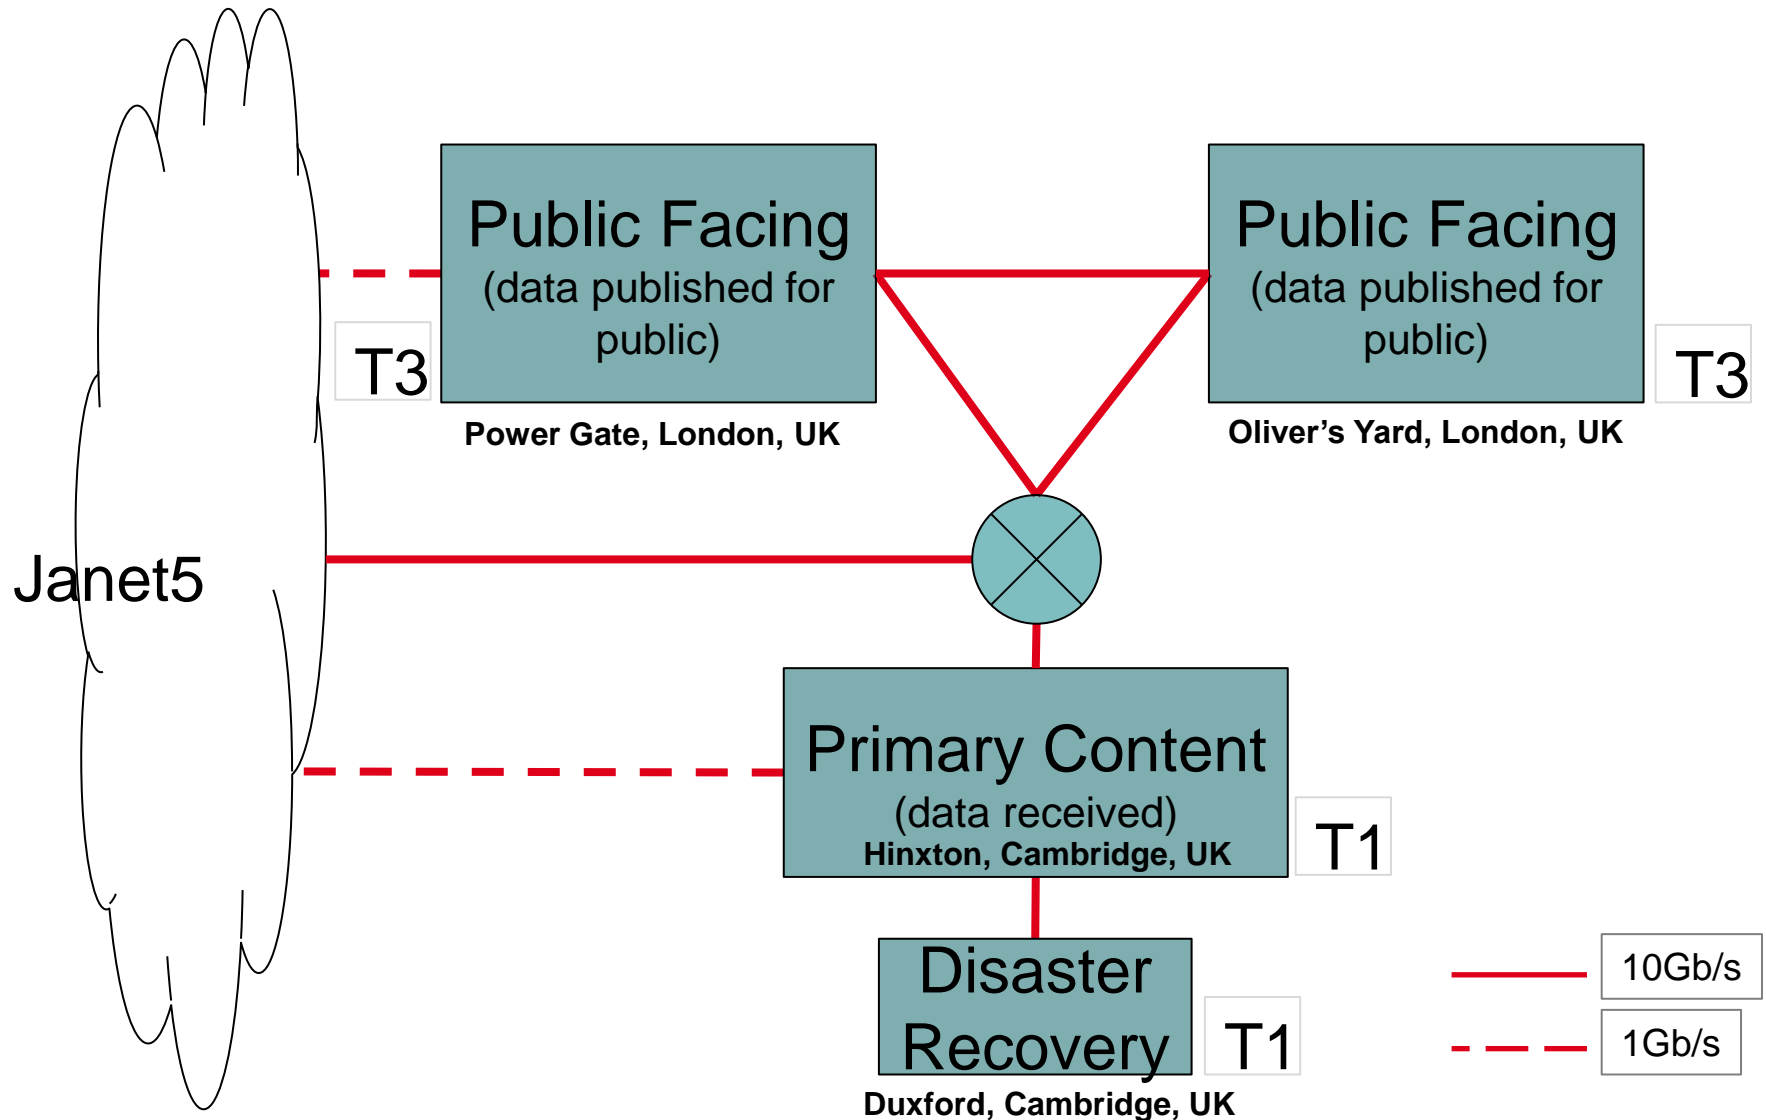 Public Facing
(data published for
public)
T3
Power Gate, London, UK
Public Facing
(data published for
public)
T3
Oliver’s Yard, London, UK
Janet5
Primary Content
(data received)
Hinxton, Cambridge, UK
T1
Disaster
Recovery
T1
Duxford, Cambridge, UK
10Gb/s
1Gb/s